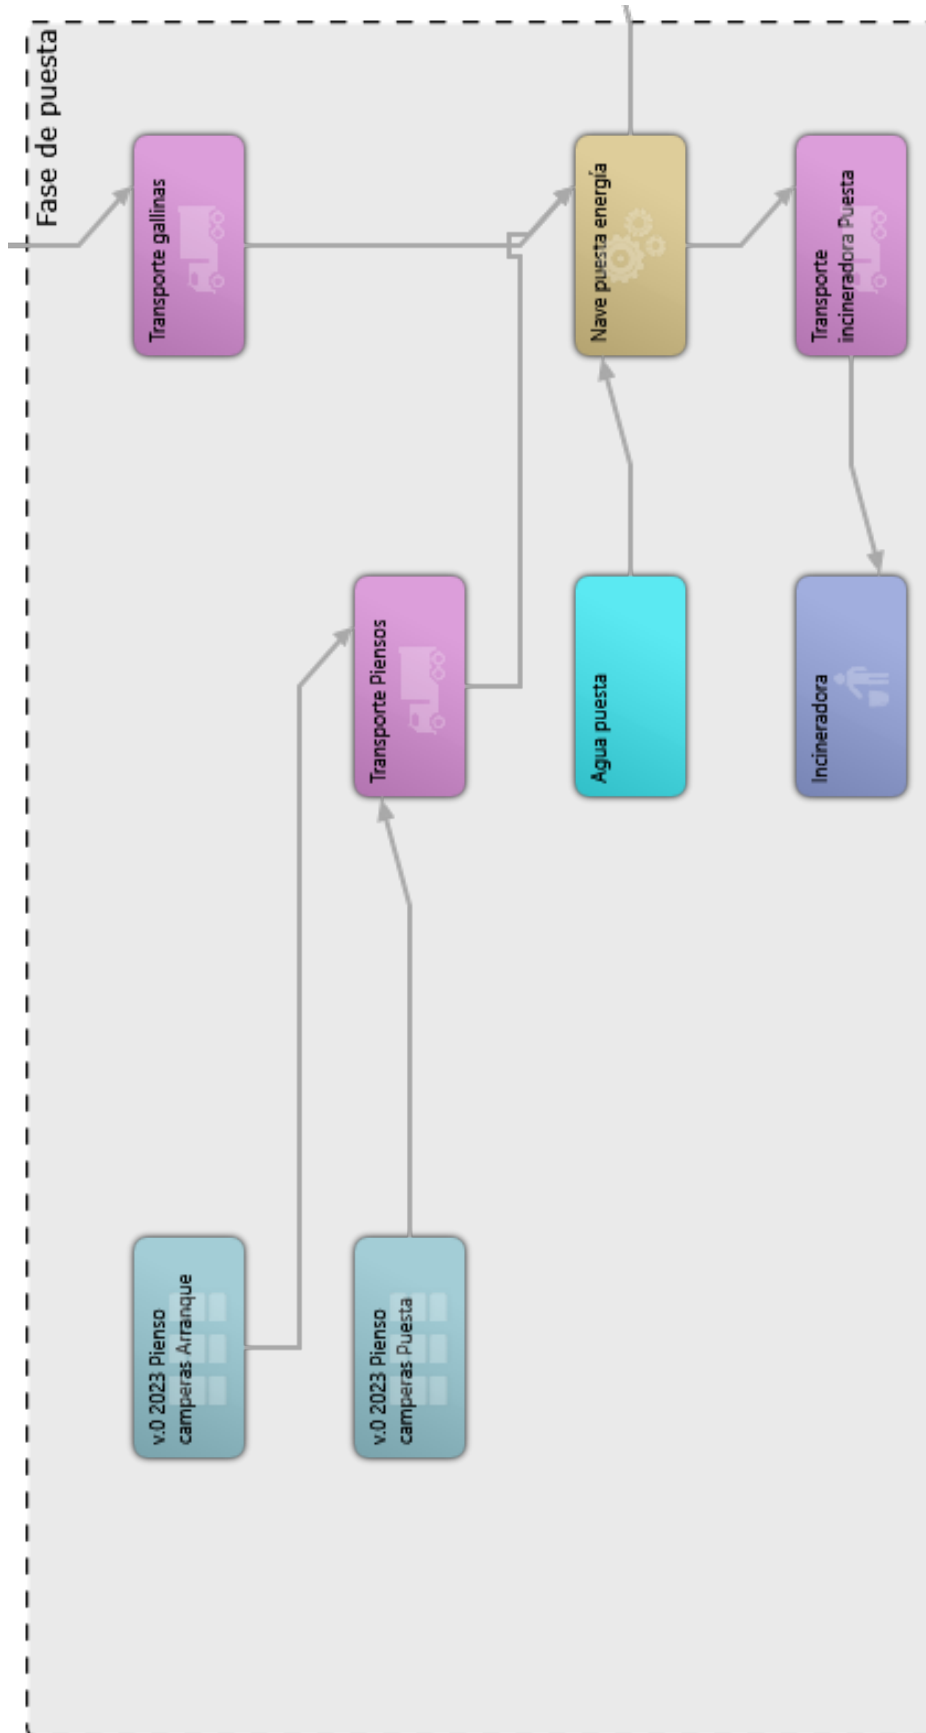 Fase de puesta
Transporte gallinas
Nave puesta energía
Transporte
incineradora Puesta
Transporte Piensos
Agua puesta
Incineradora
v.0 2023 Pienso
camperas Arranque
v.0 2023 Pienso
camperas Puesta